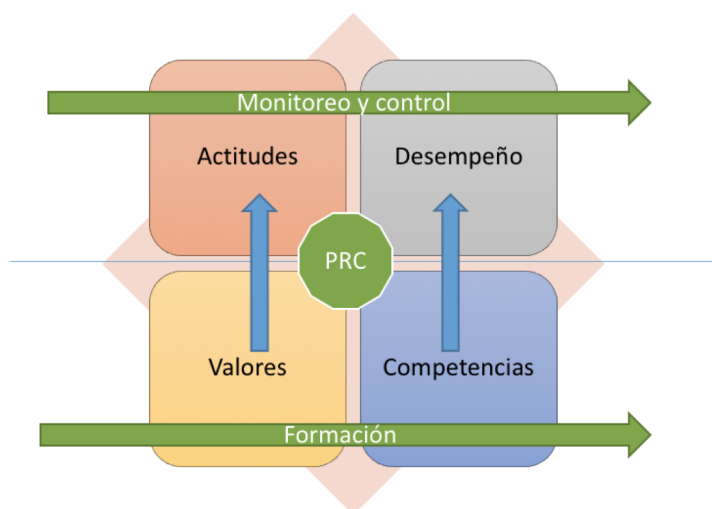 Monitoreo y control
Actitudes
Desempeño
PRC
Valores
Competencias
Formación